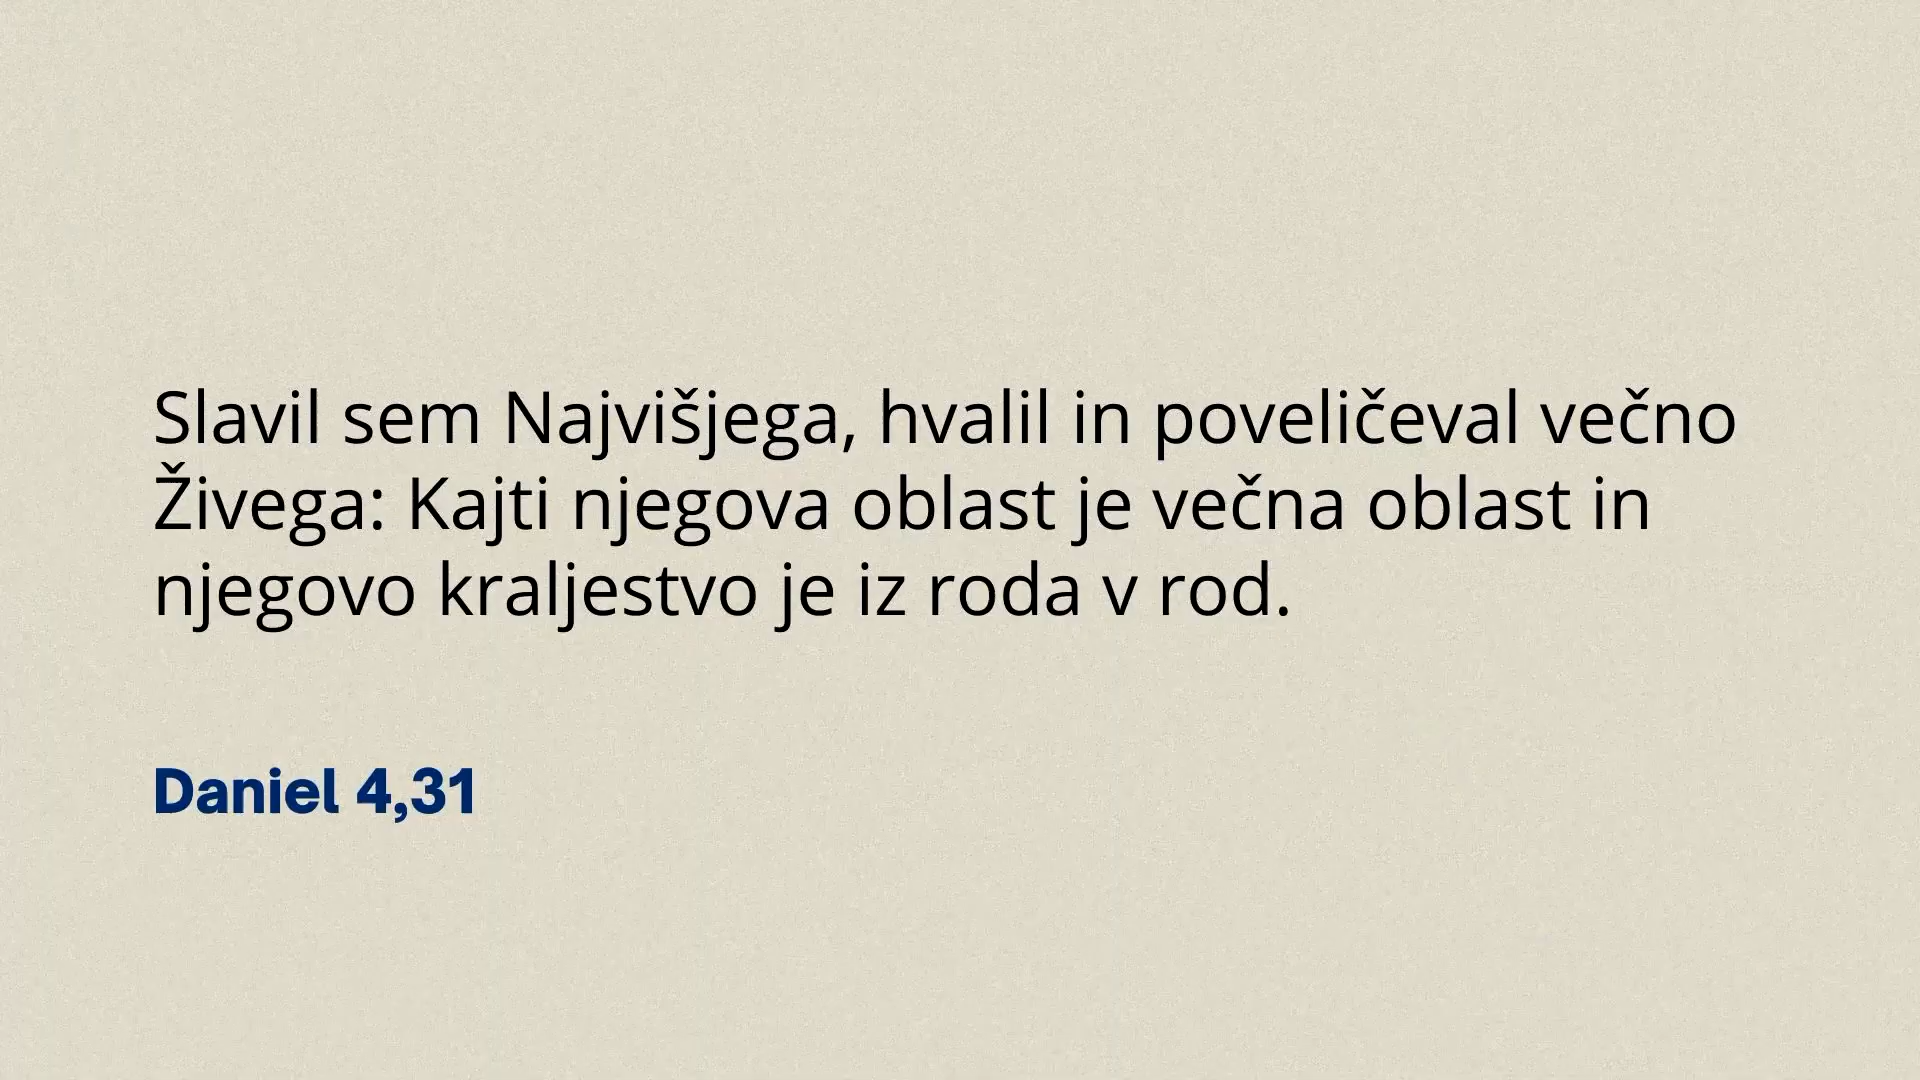 Slavil sem Najvišjega, hvalil in poveličeval večno
Živega: Kajti njegova oblast je večna oblast in
njegovo kraljestvo je iz roda v rod.
Daniel 4,31